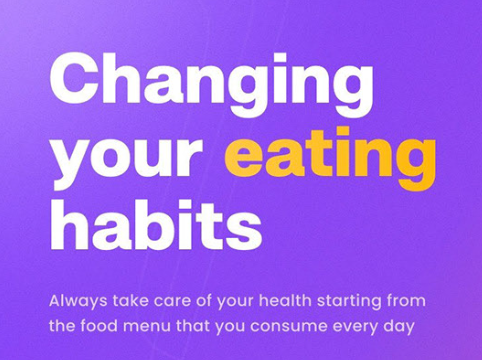 Changing
your eating
habits
Always take care of your health starting from
the food menu that you consume every day